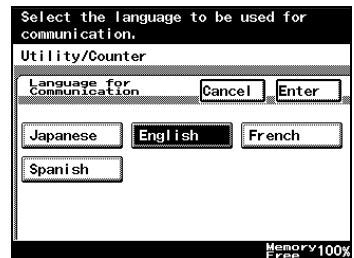 Select the language to be used for
communication.
Utility/Counter
Language for
Communication
Cancel Enter
Japanese English French
Spanish
Memory
Free 100%